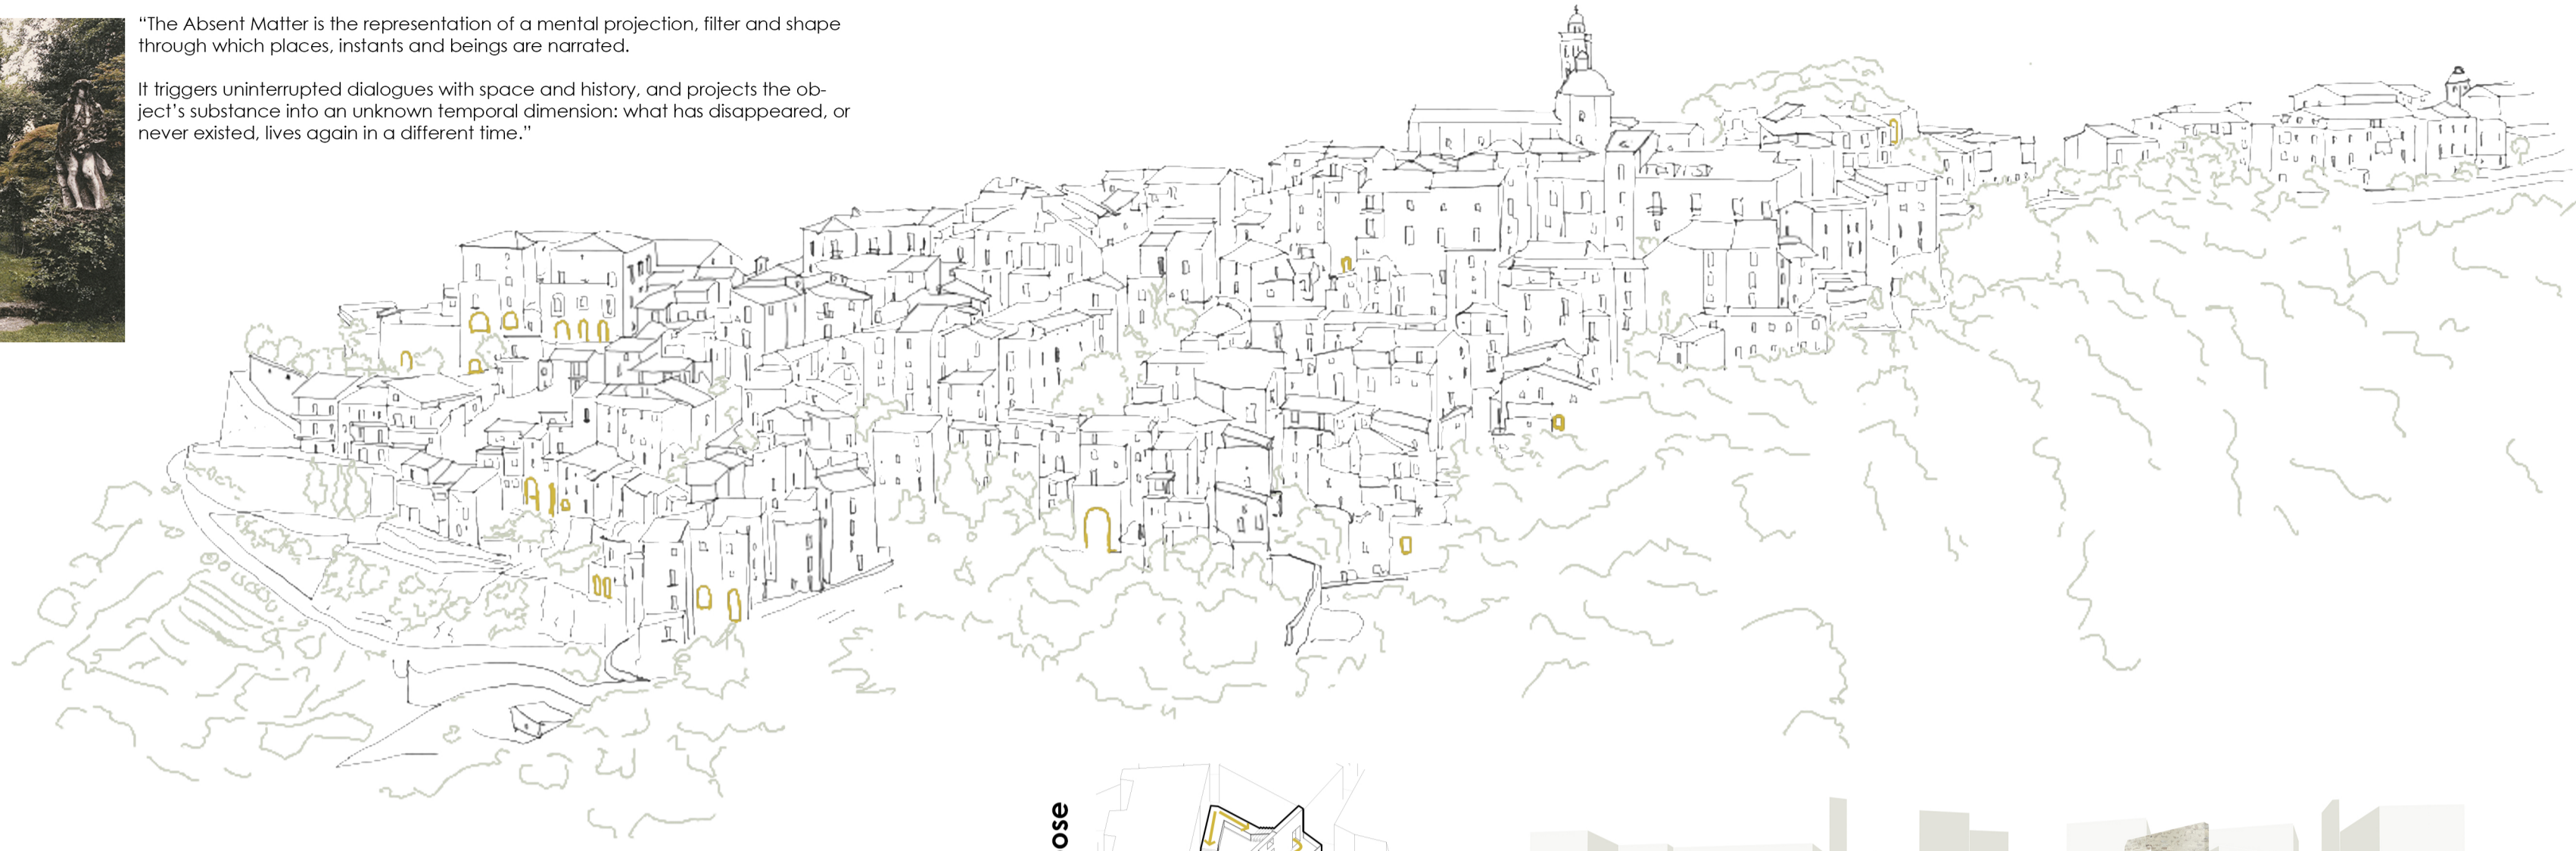 “The Absent Matter is the representation of a mental projection, filter and shape
through which places, instants and beings are narrated.
It triggers uninterrupted dialogues with space and history, and projects the ob-
ject’s substance into an unknown temporal dimension: what has disappeared, or
never existed, lives again in a different time.”
ose